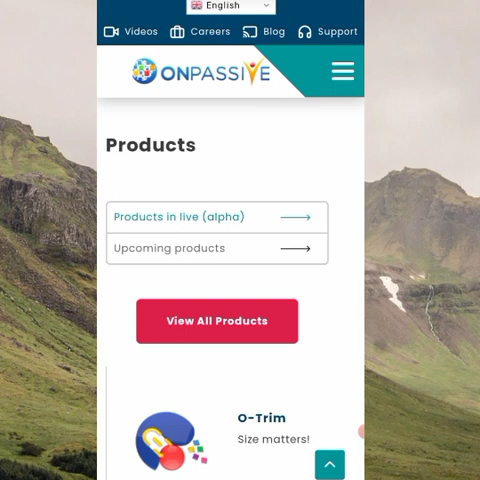 English
Videos Careers Blog Support
ONPASSIVE
Products
Products in live (alpha)
Upcoming products
View All Products
O-Trim
Size matters!